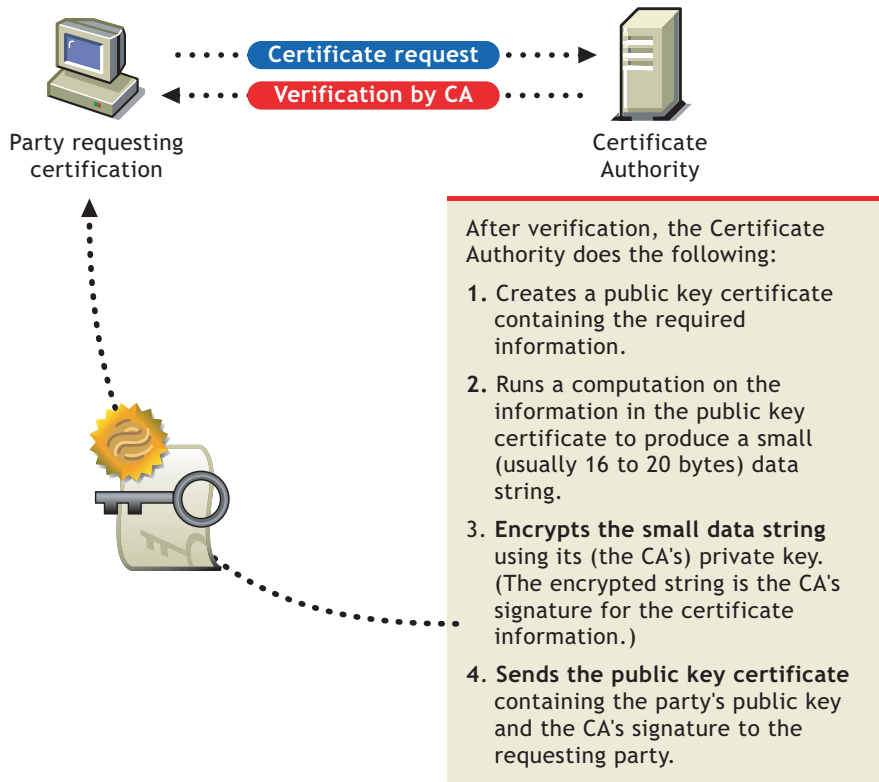 Certificate request
Verification by CA
Party requesting
certification
Certificate
Authority
After verification, the Certificate
Authority does the following:
1. Creates a public key certificate
containing the required
information.
2. Runs a computation on the
information in the public key
certificate to produce a small
(usually 16 to 20 bytes) data
string.
3. Encrypts the small data string
using its (the CA's) private key.
(The encrypted string is the CA's
signature for the certificate
information.)
4. Sends the public key certificate
containing the party's public key
and the CA's signature to the
requesting party.